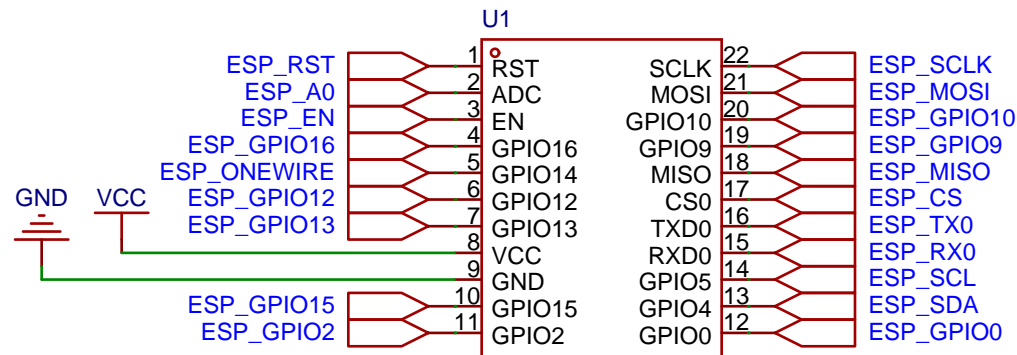 U1
ESP_RST 1 RST SCLK 22 ESP_SCLK
ESP_A0 2 ADC MOSI 21 ESP_MOSI
ESP_EN 3 EN GPIO10 20 ESP_GPIO10
ESP_GPIO16 4 GPIO16 GPIO9 19 ESP_GPIO9
ESP_ONEWIRE 5 GPIO14 MISO 18 ESP_MISO
GND VCC ESP_GPIO12 6 GPIO12 CS0 17 ESP_CS
ESP_GPIO13 7 GPIO13 TXD0 16 ESP_TX0
8 VCC RXD0 15 ESP_RX0
9 GND GPIO5 14 ESP_SCL
ESP_GPIO15 10 GPIO15 GPIO4 13 ESP_SDA
ESP_GPIO2 11 GPIO2 GPIO0 12 ESP_GPIO0